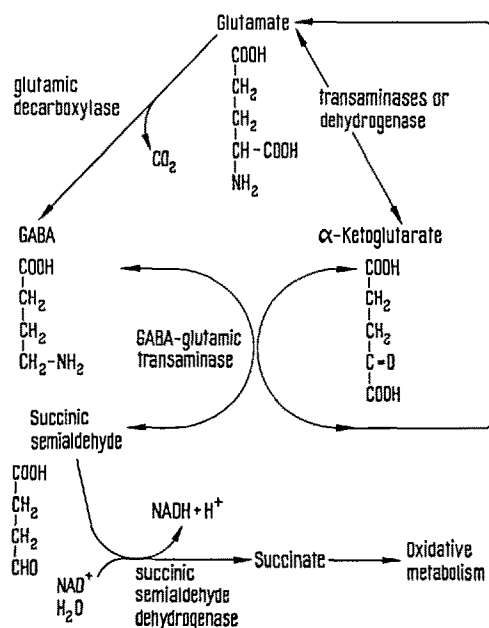 Glutamate
COOH
CH2
CH2
CH-COOH
NH2
glutamic
decarboxylase
CO2
transaminases or
dehydrogenase
GABA
COOH
CH2
CH2
CH2-NH2
α-Ketoglutarate
COOH
CH2
CH2
C=O
COOH
GABA-glutamic
transaminase
Succinic
semialdehyde
COOH
CH2
CH2
CHO
NAD+
H2O
NADH + H+
succinic
semialdehyde
dehydrogenase
Succinate
Oxidative
metabolism